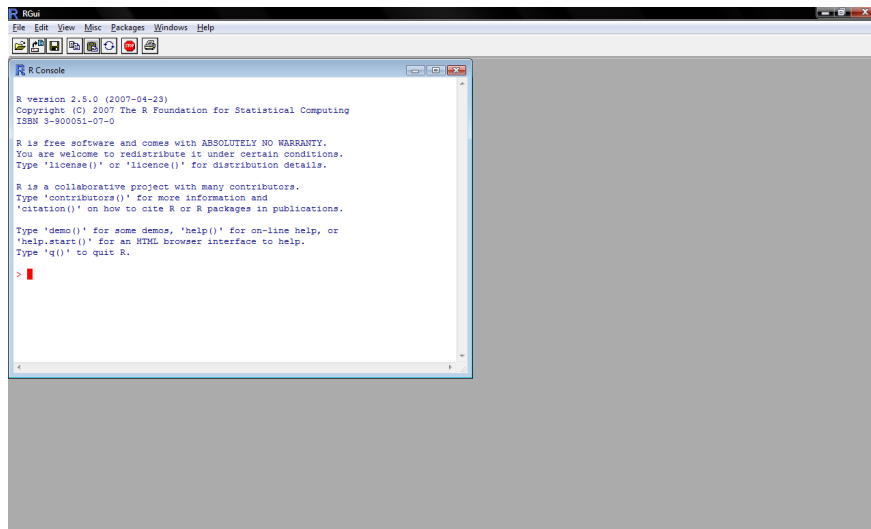 RGui
File Edit View Misc Packages Windows Help
STOP
R Console
R version 2.5.0 (2007-04-23)
Copyright (C) 2007 The R Foundation for Statistical Computing
ISBN 3-900051-07-0
R is free software and comes with ABSOLUTELY NO WARRANTY.
You are welcome to redistribute it under certain conditions.
Type 'license()' or 'licence()' for distribution details.
R is a collaborative project with many contributors.
Type 'contributors()' for more information and
'citation()' on how to cite R or R packages in publications.
Type 'demo()' for some demos, 'help()' for on-line help, or
'help.start()' for an HTML browser interface to help.
Type 'q()' to quit R.
>